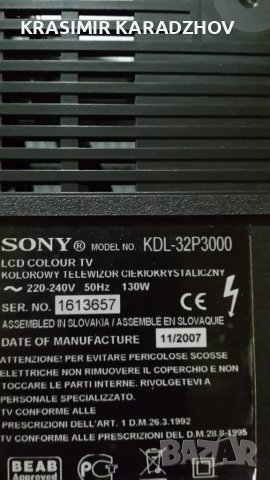 KRASIMIR KARADZHOV
SONY® MODEL NO. KDL-32P3000
LCD COLOUR TV
KOLOROWY TELEWIZOR CIEKŁOKRYSTALICZNY
~ 220-240V 50Hz 130W
SER. NO. 1613657 CE
ASSEMBLED IN SLOVAKIA / ASSEMBLE EN SLOVAQUIE
DATE OF MANUFACTURE 11/2007
ATTENZIONE! PER EVITARE PERICOLOSE SCOSSE
ELETTRICHE NON RIMUOVERE IL COPERCHIO E NON
TOCCARE LE PARTI INTERNE. RIVOLGETEVI A
PERSONALE SPECIALIZZATO.
TV CONFORME ALLE
PRESCRIZIONI DELL'ART. 1 D.M.26.3.1992
TV CONFORME ALLE PRESCRIZIONI DEL D.M.28.8.1995
BEAB
Approved
BAZAR